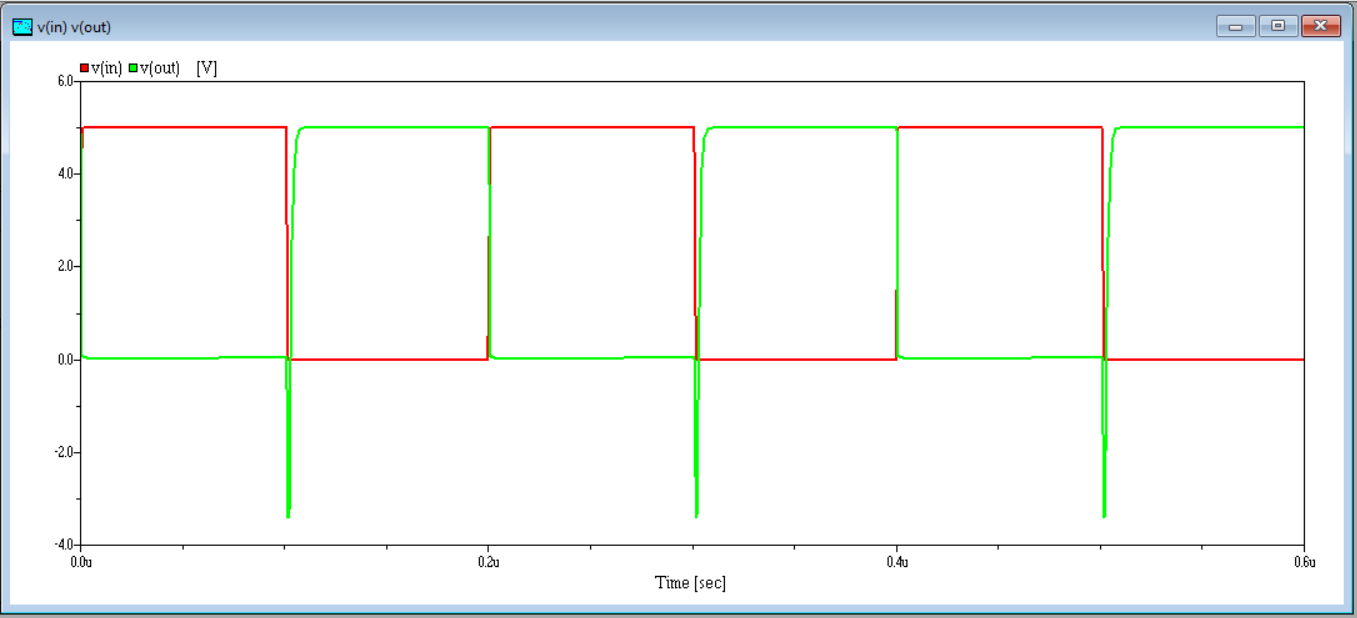 v(in) v(out)
v(in) v(out) [V]
6.0
4.0
2.0
0.0
-2.0
-4.0
0.0u 0.2u 0.4u 0.6u
Time [sec]